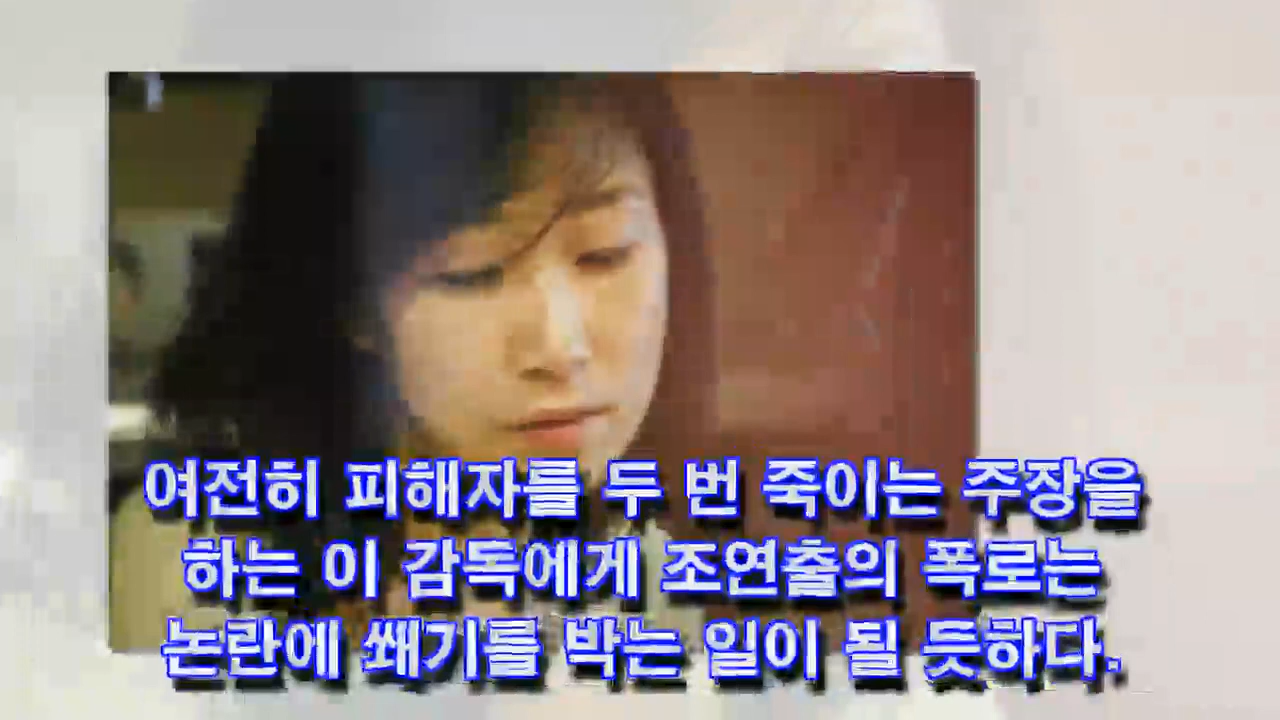 여전히 피해자를 두 번 죽이는 주장을
하는 이 감독에게 조연출의 폭로는
논란에 쐐기를 박는 일이 될 듯하다.